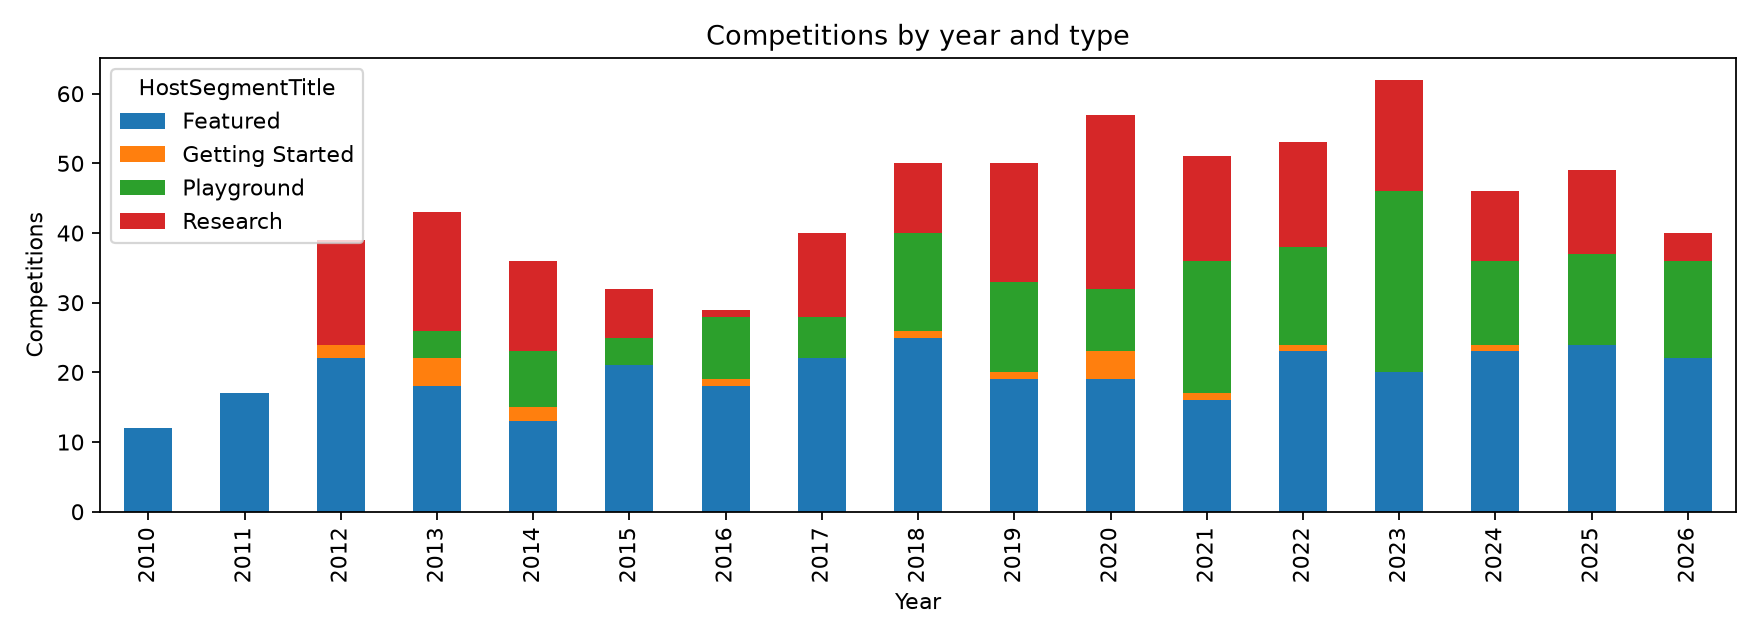 Competitions by year and type
HostSegmentTitle
Featured
Getting Started
Playground
Research
Competitions
60
50
40
30
20
10
0
2010 2011 2012 2013 2014 2015 2016 2017 2018 2019 2020 2021 2022 2023 2024 2025 2026
Year